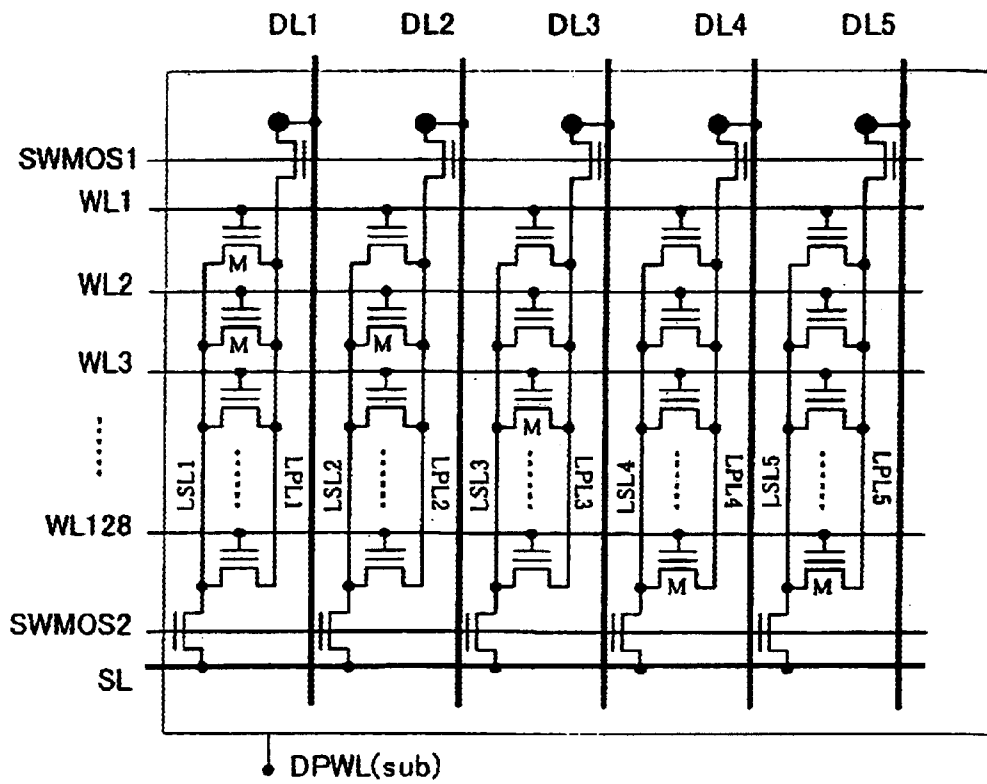 DL1 DL2 DL3 DL4 DL5
SWMOS1
WL1
M
WL2
M M
WL3
M
LSL1 LPL1 LSL2 LPL2 LSL3 LPL3 LSL4 LPL4 LSL5 LPL5
WL128
M M
SWMOS2
SL
DPWL(sub)